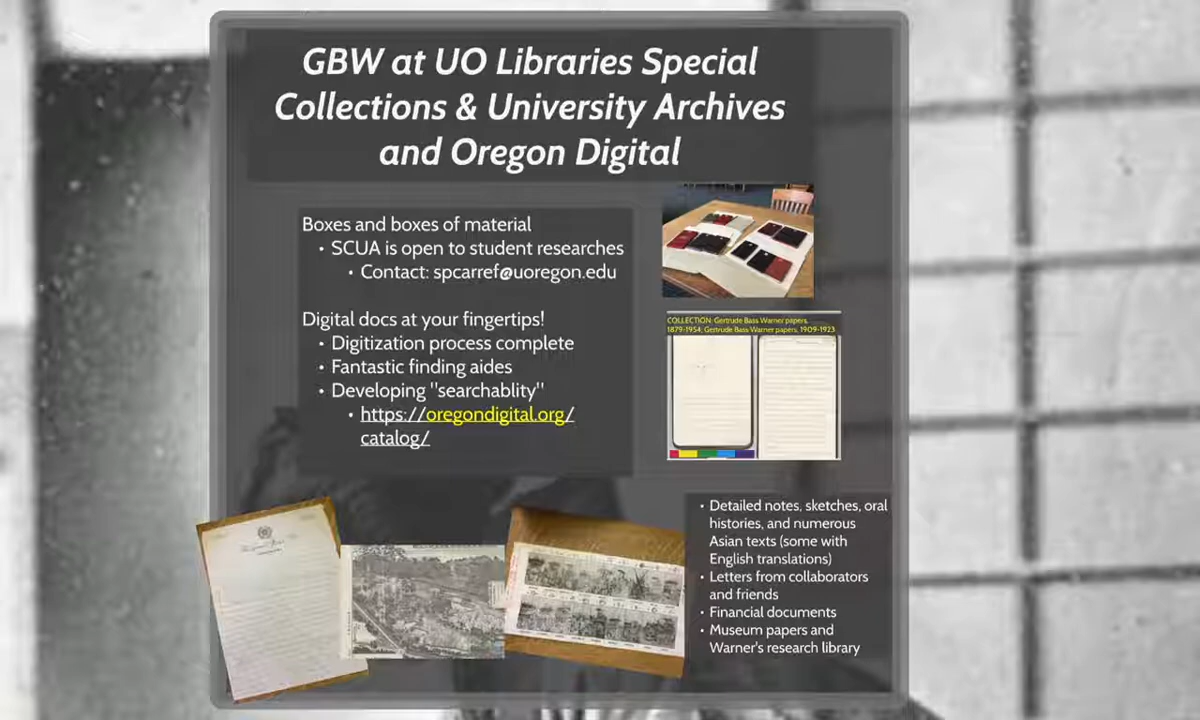 GBW at UO Libraries Special
Collections & University Archives
and Oregon Digital
Boxes and boxes of material
• SCUA is open to student researches
• Contact: spcarref@uoregon.edu
Digital docs at your fingertips!
• Digitization process complete
• Fantastic finding aides
• Developing "searchablity"
• https://oregondigital.org/
catalog/
COLLECTION: Gertrude Bass Warner papers,
1879-1954; Gertrude Bass Warner papers, 1909-1923
• Detailed notes, sketches, oral
histories, and numerous
Asian texts (some with
English translations)
• Letters from collaborators
and friends
• Financial documents
• Museum papers and
Warner's research library